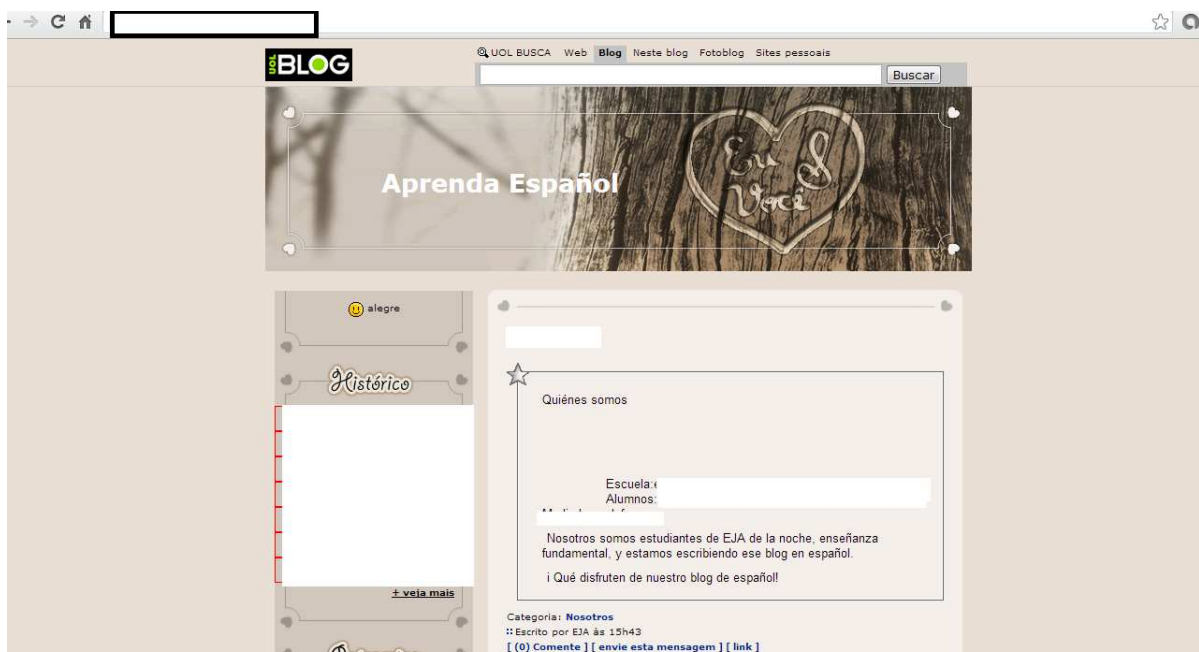 UOL BLOG
UOL BUSCA Web Blog Neste blog Fotoblog Sites pessoais
Buscar
Aprenda Español
Eu &
Você
alegre
Histórico
+ veja mais
Quiénes somos
Escuela:
Alumnos:
Nosotros somos estudiantes de EJA de la noche, enseñanza
fundamental, y estamos escribiendo ese blog en español.
¡ Qué disfruten de nuestro blog de español!
Categoria: Nosotros
Escrito por EJA às 15h43
[ (0) Comente ] [ envie esta mensagem ] [ link ]